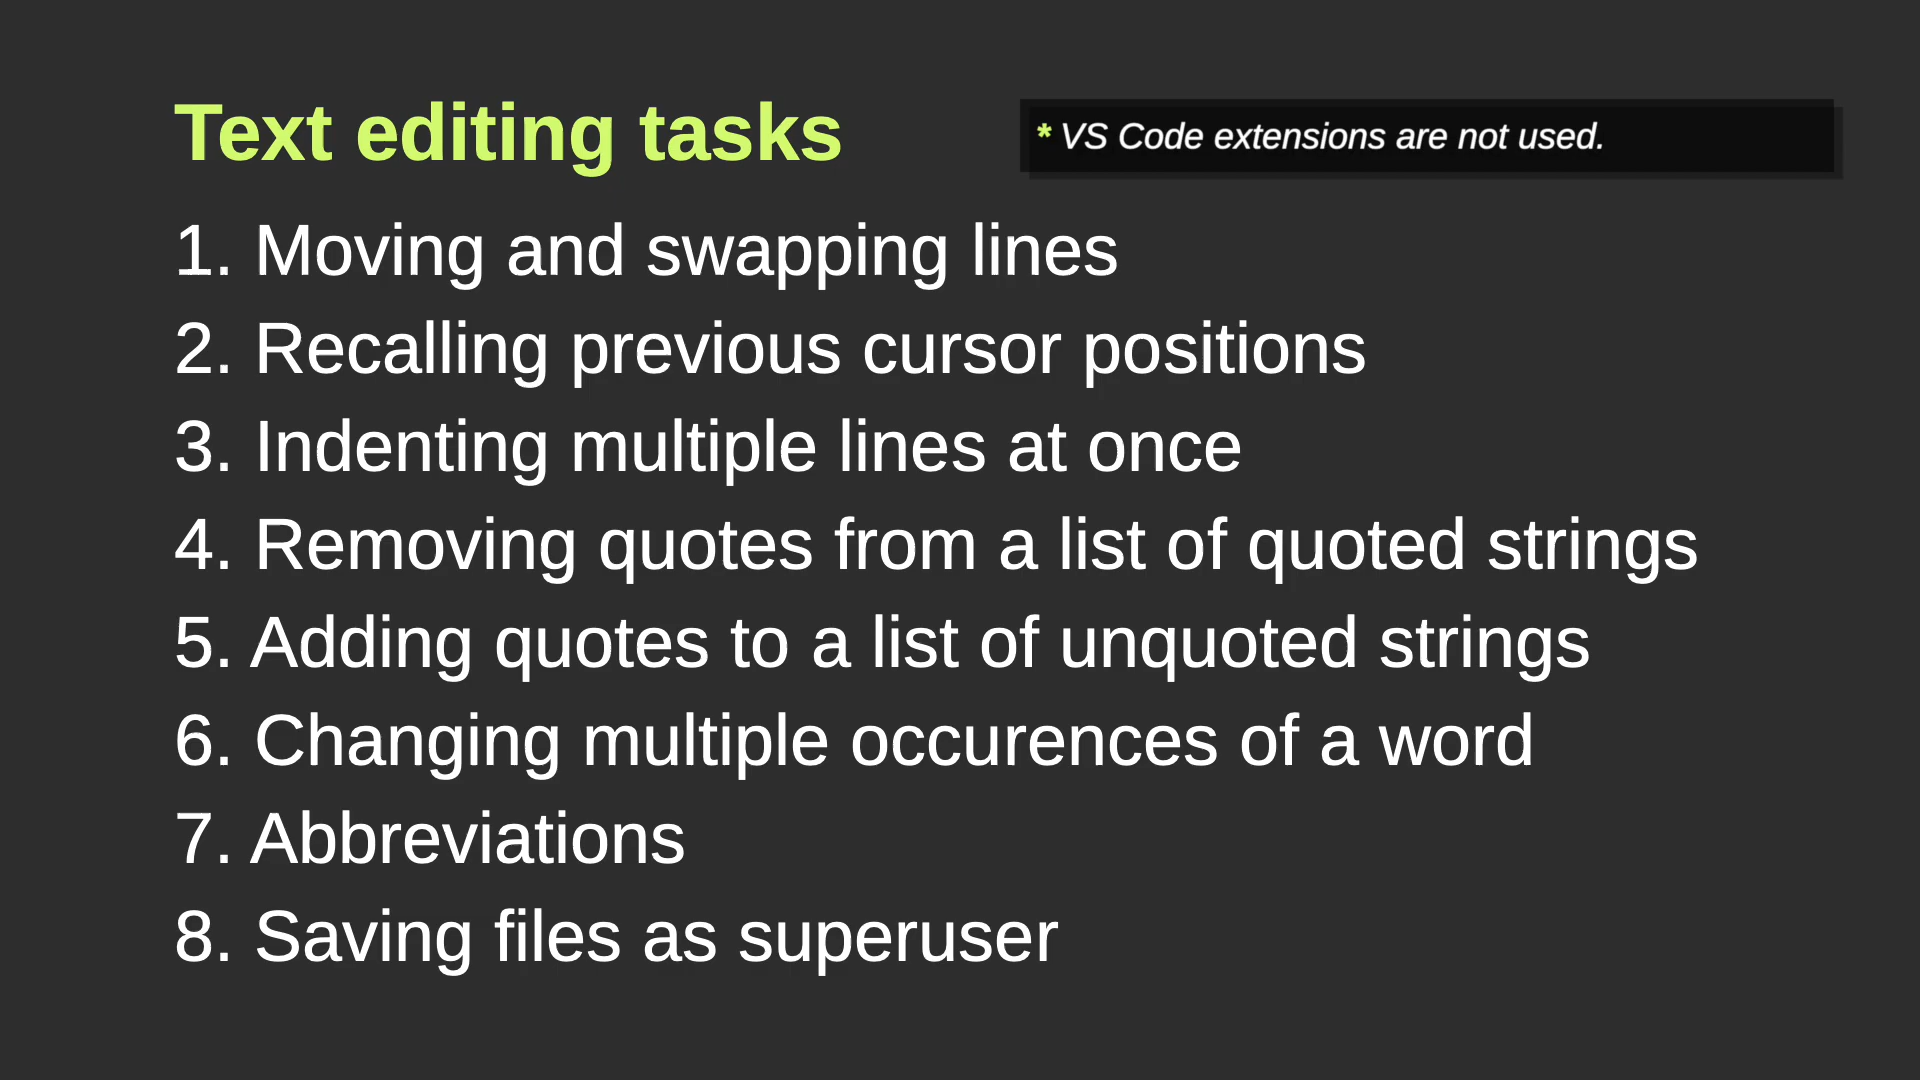 Text editing tasks
* VS Code extensions are not used.
1. Moving and swapping lines
2. Recalling previous cursor positions
3. Indenting multiple lines at once
4. Removing quotes from a list of quoted strings
5. Adding quotes to a list of unquoted strings
6. Changing multiple occurences of a word
7. Abbreviations
8. Saving files as superuser